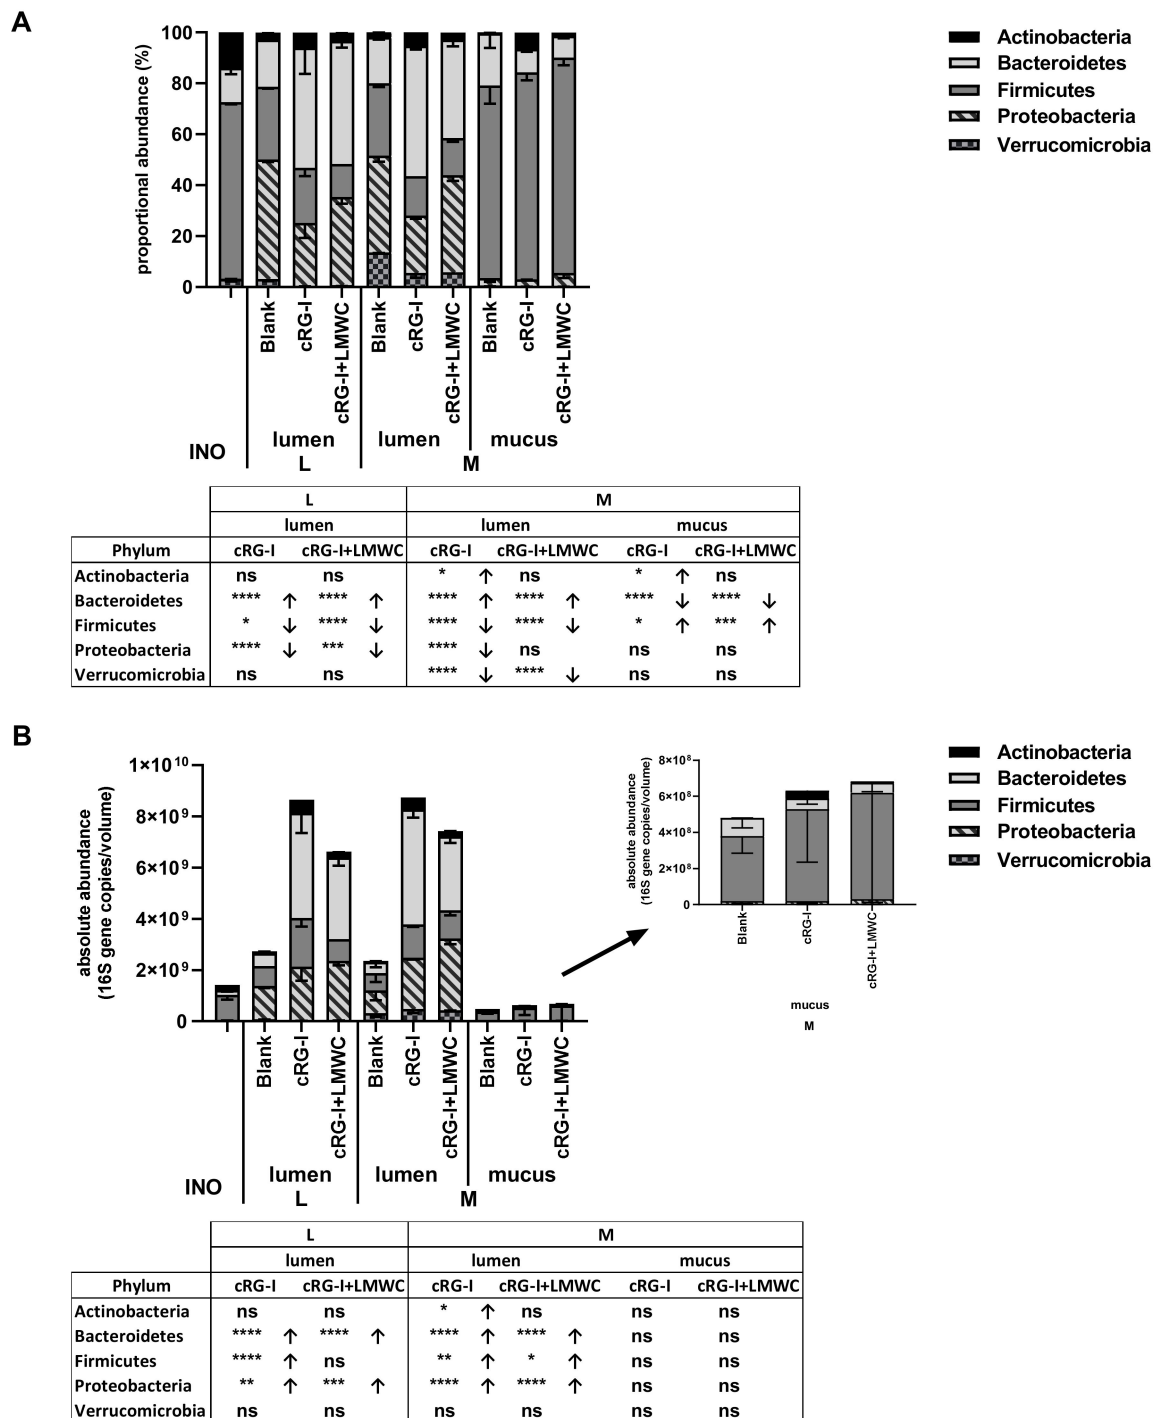 A
proportional abundance (%)
100
80
60
40
20
0
Actinobacteria
Bacteroidetes
Firmicutes
Proteobacteria
Verrucomicrobia
Blank
cRG-I
cRG-I+LMWC
Blank
cRG-I
cRG-I+LMWC
Blank
cRG-I
cRG-I+LMWC
INO lumen lumen mucus
L M
L M
lumen lumen mucus
Phylum cRG-I cRG-I+LMWC cRG-I cRG-I+LMWC cRG-I cRG-I+LMWC
Actinobacteria ns ns * ↑ ns * ↑ ns
Bacteroidetes **** ↑ **** ↑ **** ↑ **** ↑ **** ↓ **** ↓
Firmicutes * ↓ **** ↓ **** ↓ **** ↓ * ↑ *** ↑
Proteobacteria **** ↓ *** ↓ **** ↓ ns ns ns
Verrucomicrobia ns ns **** ↓ **** ↓ ns ns
B
absolute abundance
(16S gene copies/volume)
1×10¹⁰
8×10⁹
6×10⁹
4×10⁹
2×10⁹
0
absolute abundance
(16S gene copies/volume)
8×10⁸
6×10⁸
4×10⁸
2×10⁸
0
Blank
cRG-I
cRG-I+LMWC
mucus
M
Actinobacteria
Bacteroidetes
Firmicutes
Proteobacteria
Verrucomicrobia
Blank
cRG-I
cRG-I+LMWC
Blank
cRG-I
cRG-I+LMWC
Blank
cRG-I
cRG-I+LMWC
INO lumen lumen mucus
L M
L M
lumen lumen mucus
Phylum cRG-I cRG-I+LMWC cRG-I cRG-I+LMWC cRG-I cRG-I+LMWC
Actinobacteria ns ns * ↑ ns ns ns
Bacteroidetes **** ↑ **** ↑ **** ↑ **** ↑ ns ns
Firmicutes **** ↑ ns ** ↑ * ↑ ns ns
Proteobacteria ** ↑ *** ↑ **** ↑ **** ↑ ns ns
Verrucomicrobia ns ns ns ns ns ns